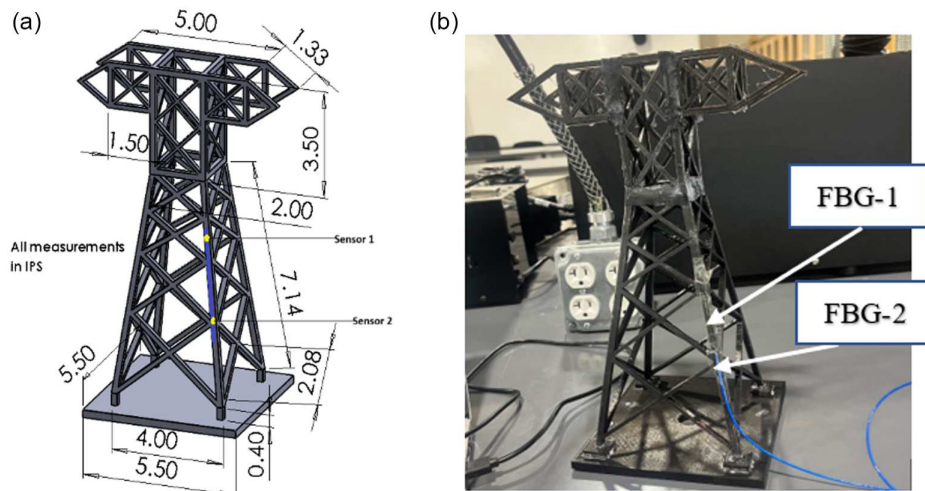 (a)
5.00
1.33
3.50
1.50
2.00
Sensor 1
All measurements
in IPS
7.14
Sensor 2
5.50
2.08
4.00
0.40
5.50
(b)
FBG-1
FBG-2